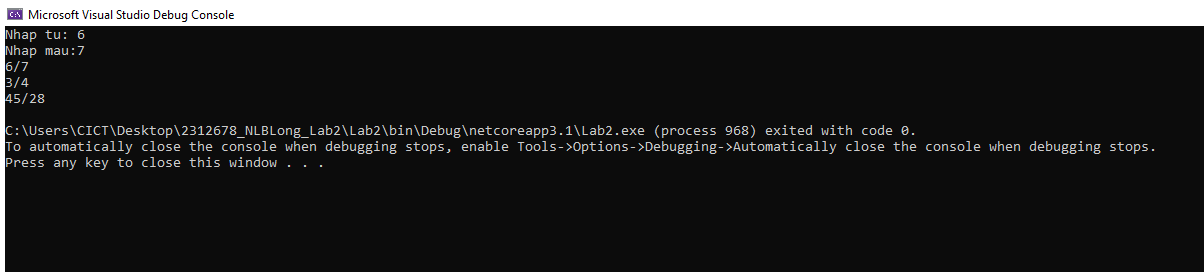 Microsoft Visual Studio Debug Console
Nhap tu: 6
Nhap mau:7
6/7
3/4
45/28
C:\Users\CICT\Desktop\2312678_NLBLong_Lab2\Lab2\bin\Debug\netcoreapp3.1\Lab2.exe (process 968) exited with code 0.
To automatically close the console when debugging stops, enable Tools->Options->Debugging->Automatically close the console when debugging stops.
Press any key to close this window . . .